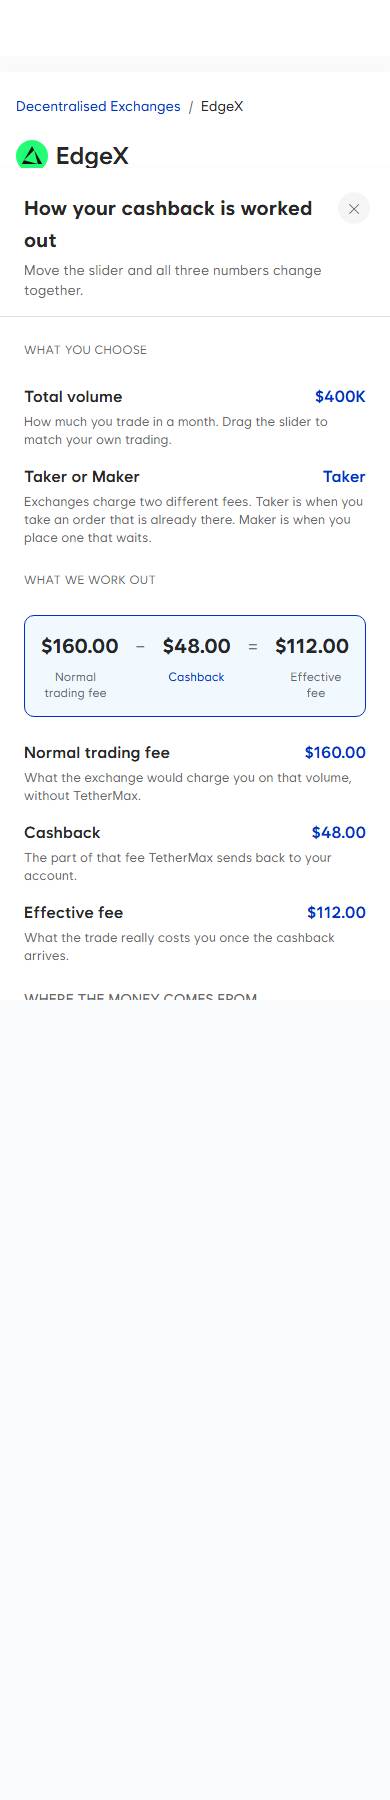 Decentralised Exchanges / EdgeX
EdgeX
How your cashback is worked
out
Move the slider and all three numbers change
together.
WHAT YOU CHOOSE
Total volume $400K
How much you trade in a month. Drag the slider to
match your own trading.
Taker or Maker Taker
Exchanges charge two different fees. Taker is when you
take an order that is already there. Maker is when you
place one that waits.
WHAT WE WORK OUT
$160.00 − $48.00 = $112.00
Normal Cashback Effective
trading fee fee
Normal trading fee $160.00
What the exchange would charge you on that volume,
without TetherMax.
Cashback $48.00
The part of that fee TetherMax sends back to your
account.
Effective fee $112.00
What the trade really costs you once the cashback
arrives.
WHERE THE MONEY COMES FROM